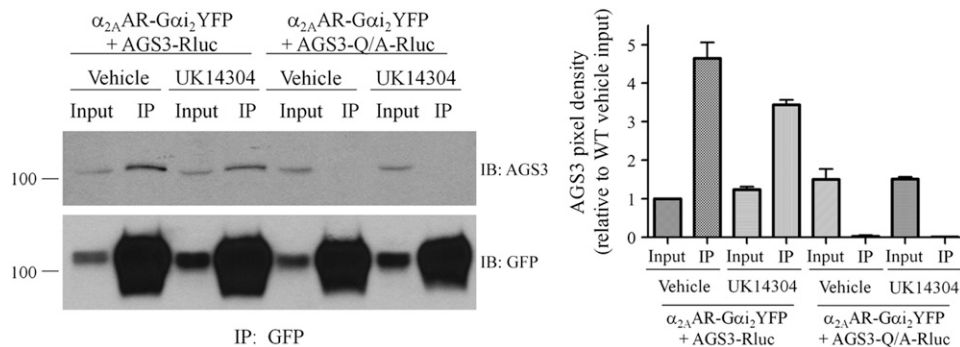 α2AAR-Gαi2YFP α2AAR-Gαi2YFP
+ AGS3-Rluc + AGS3-Q/A-Rluc
Vehicle UK14304 Vehicle UK14304
Input IP Input IP Input IP Input IP
100
IB: AGS3
100
IB: GFP
IP: GFP
AGS3 pixel density
(relative to WT vehicle input)
5
4
3
2
1
0
Input IP Input IP Input IP Input IP
Vehicle UK14304 Vehicle UK14304
α2AAR-Gαi2YFP α2AAR-Gαi2YFP
+ AGS3-Rluc + AGS3-Q/A-Rluc